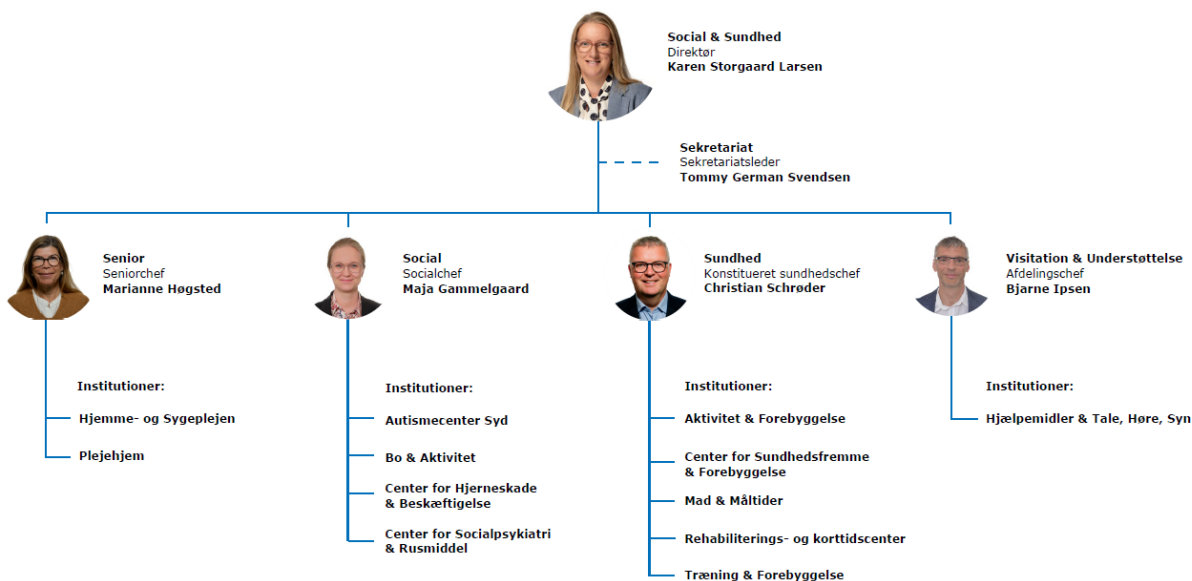 Social & Sundhed
Direktør
Karen Storgaard Larsen
Sekretariat
Sekretariatsleder
Tommy German Svendsen
Senior
Seniorchef
Marianne Høgsted
Social
Socialchef
Maja Gammelgaard
Sundhed
Konstitueret sundhedschef
Christian Schrøder
Visitation & Understøttelse
Afdelingschef
Bjarne Ipsen
Institutioner:
Hjemme- og Sygeplejen
Plejehjem
Institutioner:
Autismecenter Syd
Bo & Aktivitet
Center for Hjerneskade
& Beskæftigelse
Center for Socialpsykiatri
& Rusmiddel
Institutioner:
Aktivitet & Forebyggelse
Center for Sundhedsfremme
& Forebyggelse
Mad & Måltider
Rehabiliterings- og korttidscenter
Træning & Forebyggelse
Institutioner:
Hjælpemidler & Tale, Høre, Syn